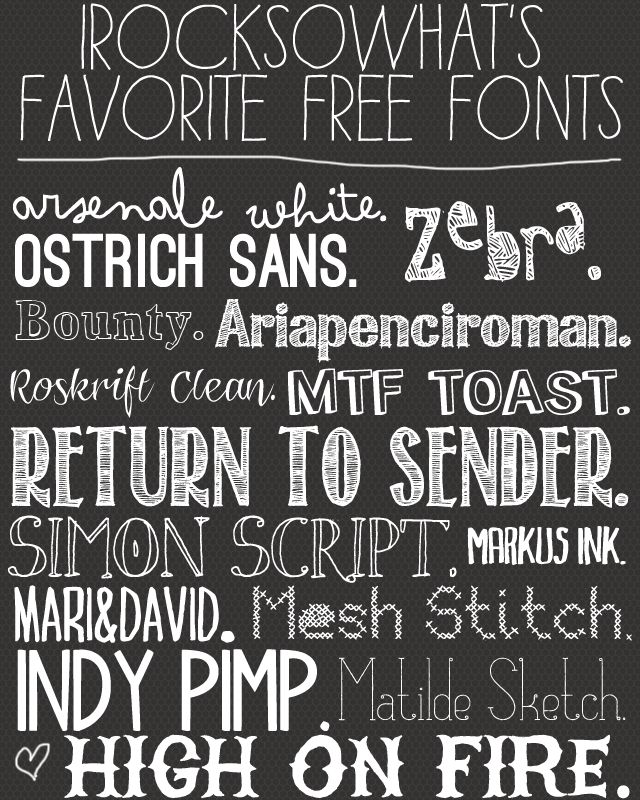 IROCKSOWHAT'S
FAVORITE FREE FONTS
arsenale white.
Zebra.
OSTRICH SANS.
Bounty. Ariapenciroman.
Roskrift Clean. MTF TOAST.
RETURN TO SENDER.
SIMON SCRIPT. MARKUS INK.
MARI&DAVID. Mesh Stitch.
INDY PIMP. Matilde Sketch.
HIGH ON FIRE.